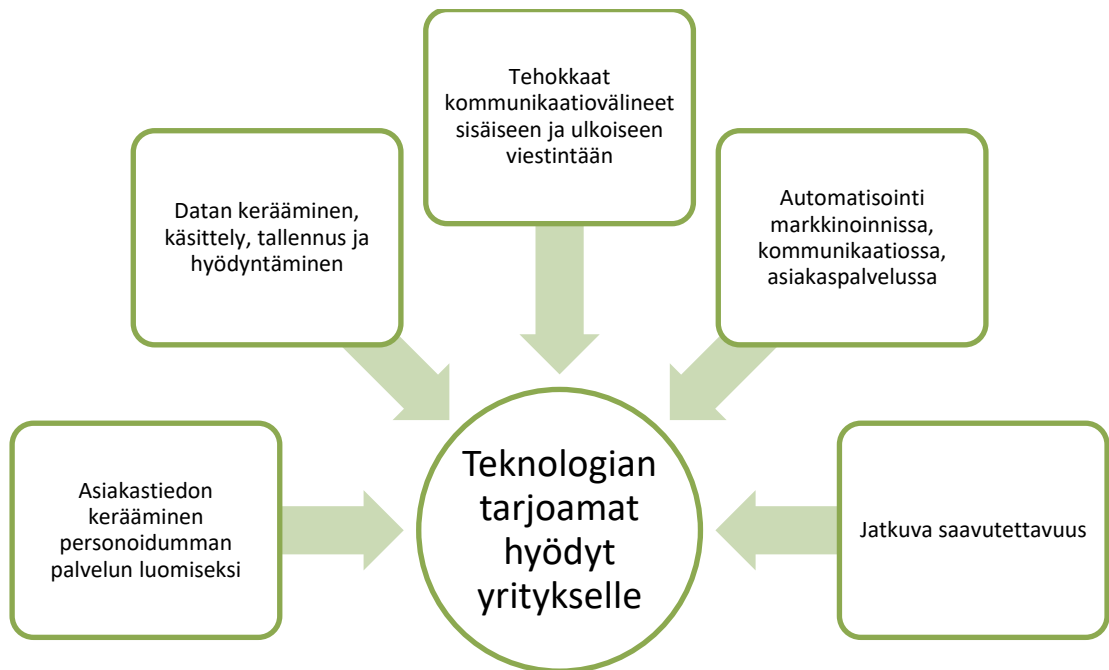 Tehokkaat
kommunikaatiovälineet
sisäiseen ja ulkoiseen
viestintään
Datan kerääminen,
käsittely, tallennus ja
hyödyntäminen
Automatisointi
markkinoinnissa,
kommunikaatiossa,
asiakaspalvelussa
Asiakastiedon
kerääminen
personoidumman
palvelun luomiseksi
Teknologian
tarjoamat
hyödyt
yritykselle
Jatkuva saavutettavuus